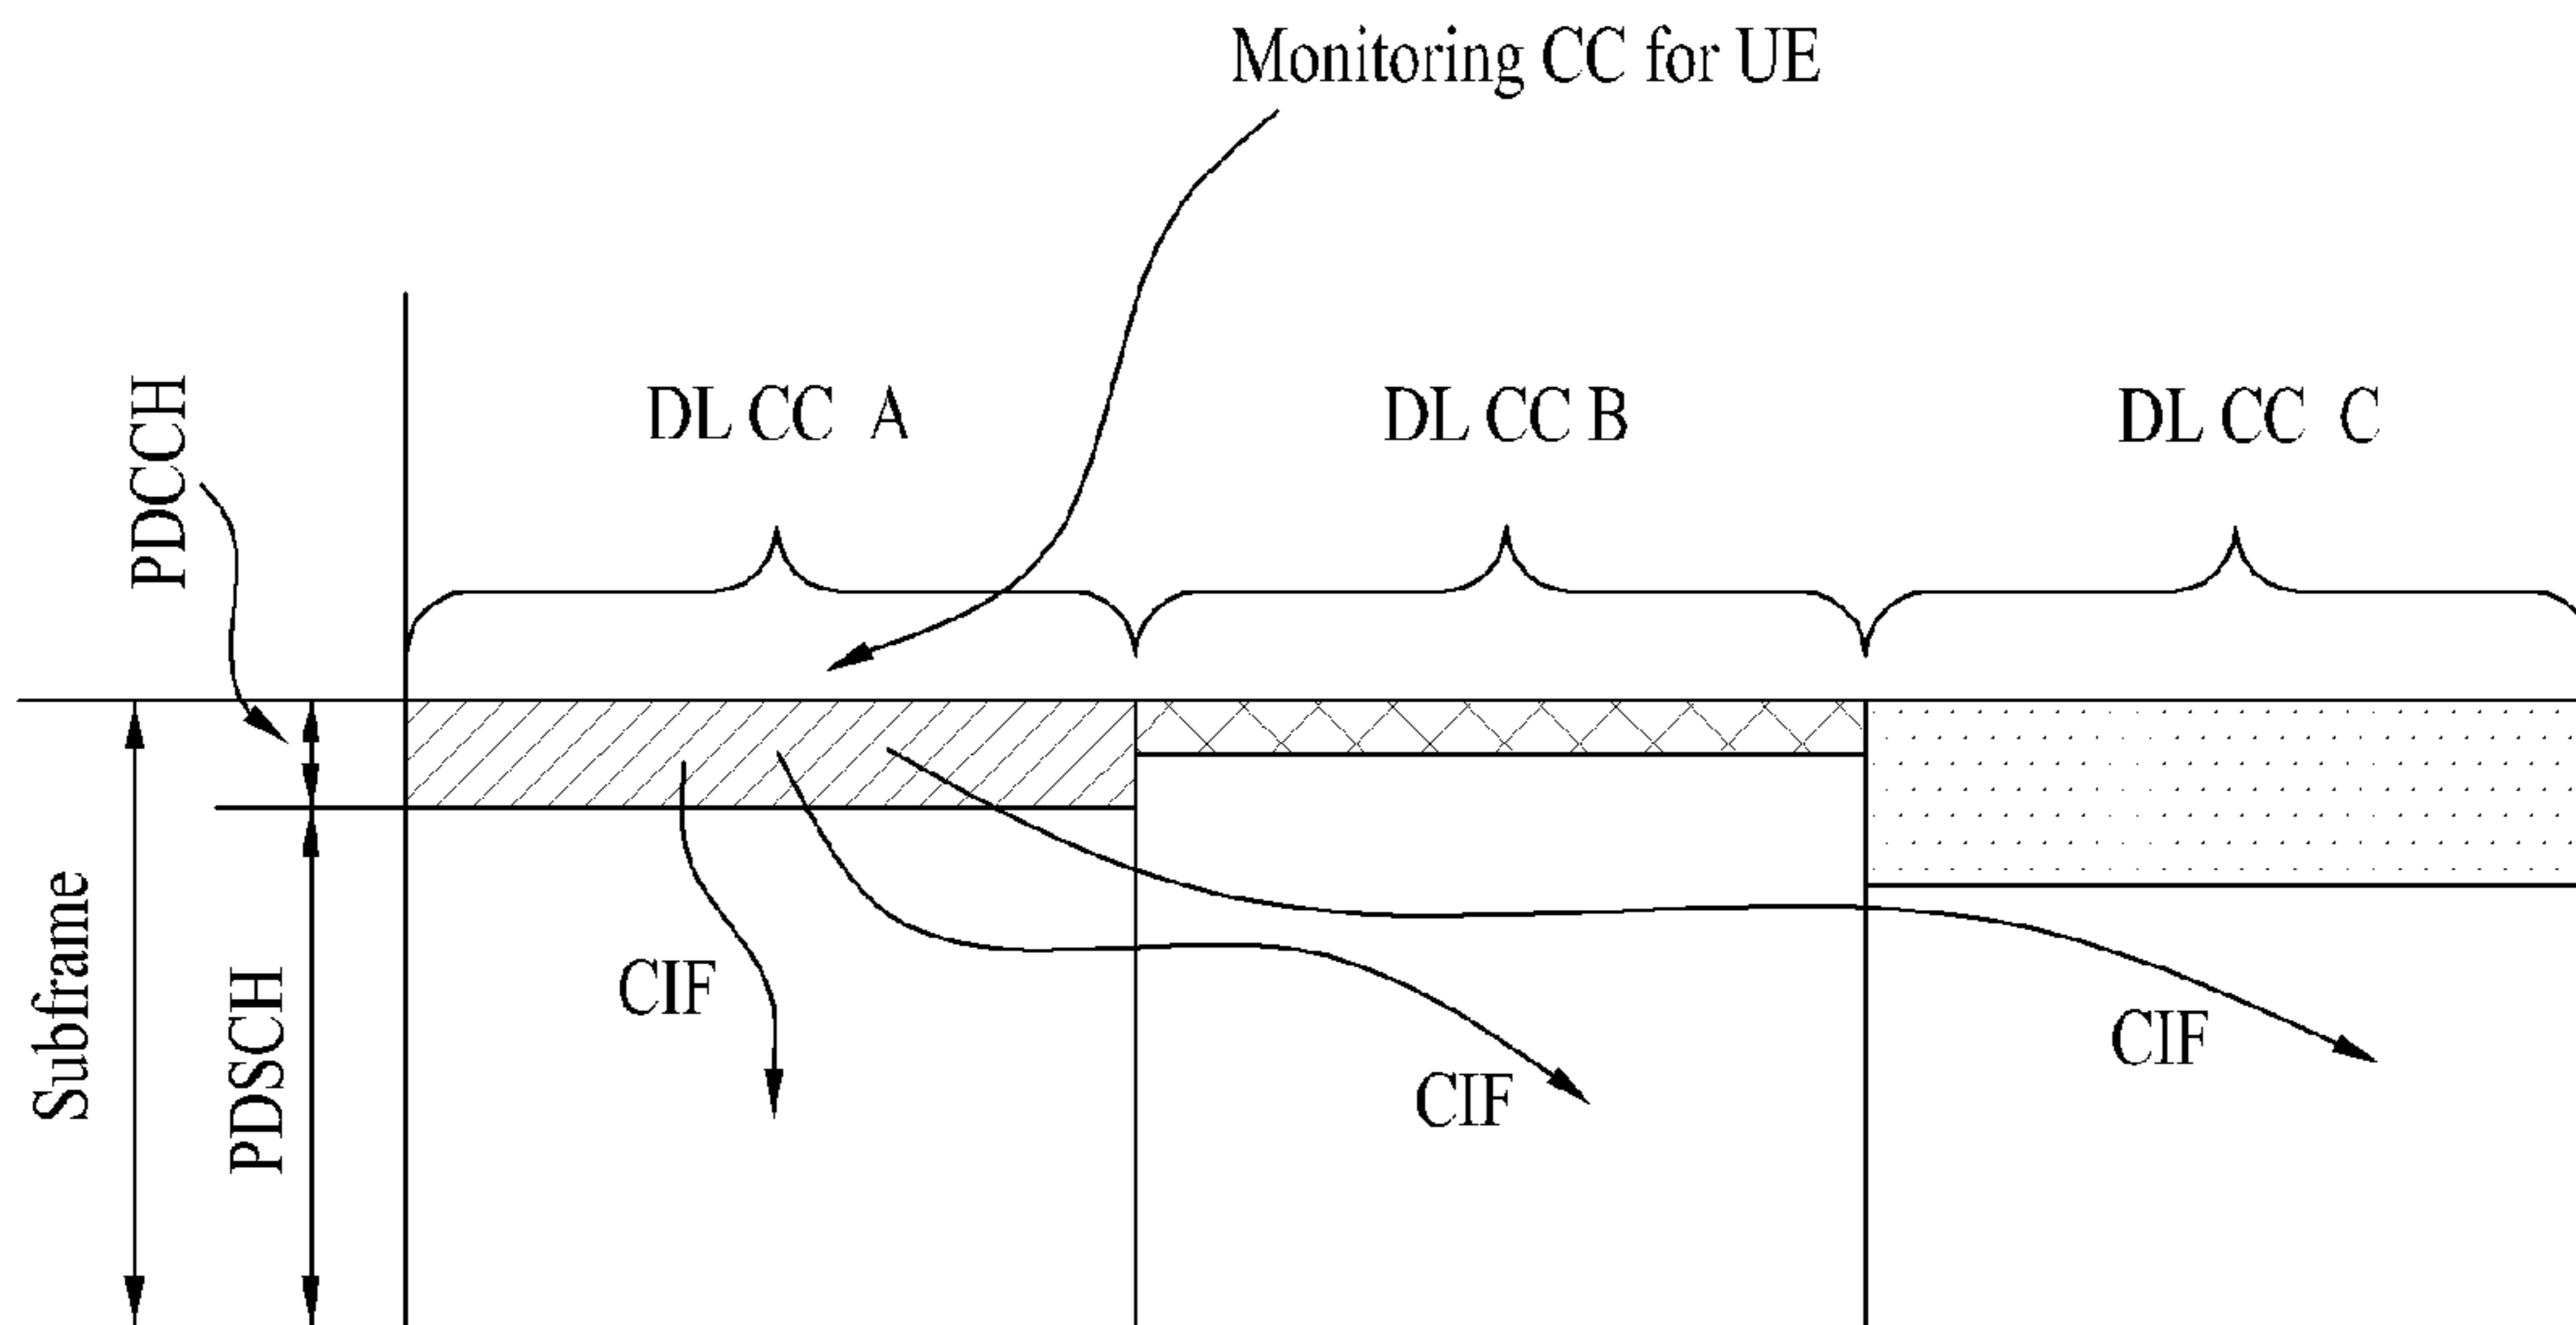 Monitoring CC for UE
DL CC A
DL CC B
DL CC C
PDCCH
Subframe
PDSCH
CIF
CIF
CIF